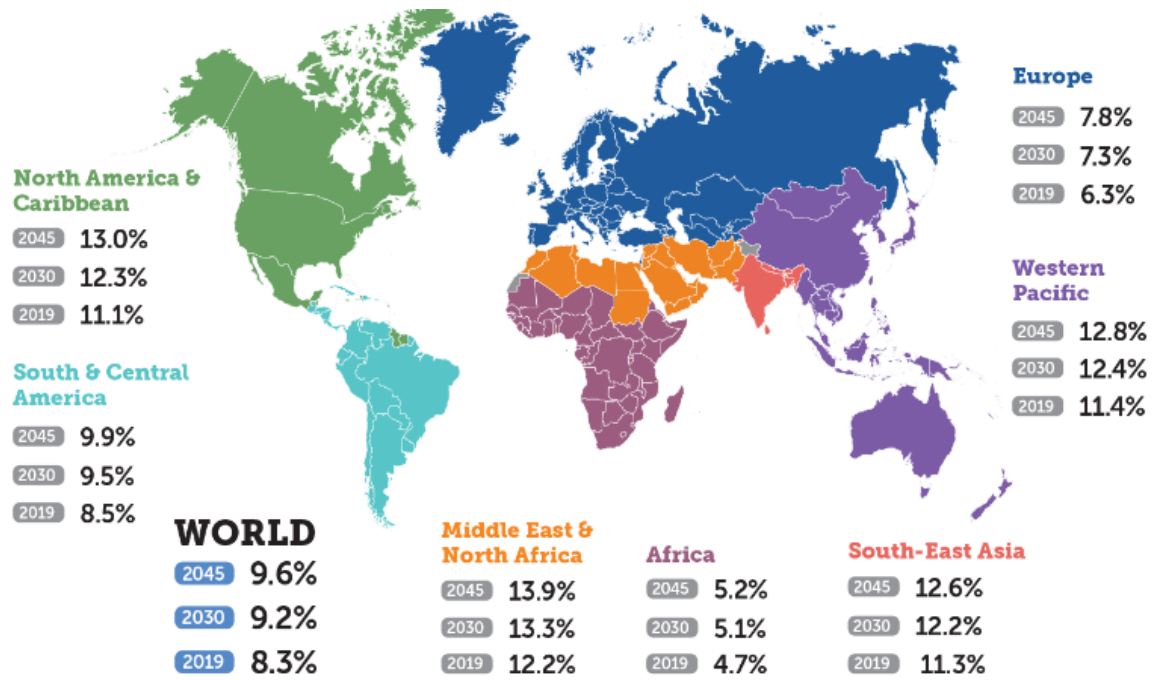 Europe
2045 7.8%
2030 7.3%
2019 6.3%
North America &
Caribbean
2045 13.0%
2030 12.3%
2019 11.1%
Western
Pacific
2045 12.8%
2030 12.4%
2019 11.4%
South & Central
America
2045 9.9%
2030 9.5%
2019 8.5%
WORLD
2045 9.6%
2030 9.2%
2019 8.3%
Middle East &
North Africa
2045 13.9%
2030 13.3%
2019 12.2%
Africa
2045 5.2%
2030 5.1%
2019 4.7%
South-East Asia
2045 12.6%
2030 12.2%
2019 11.3%